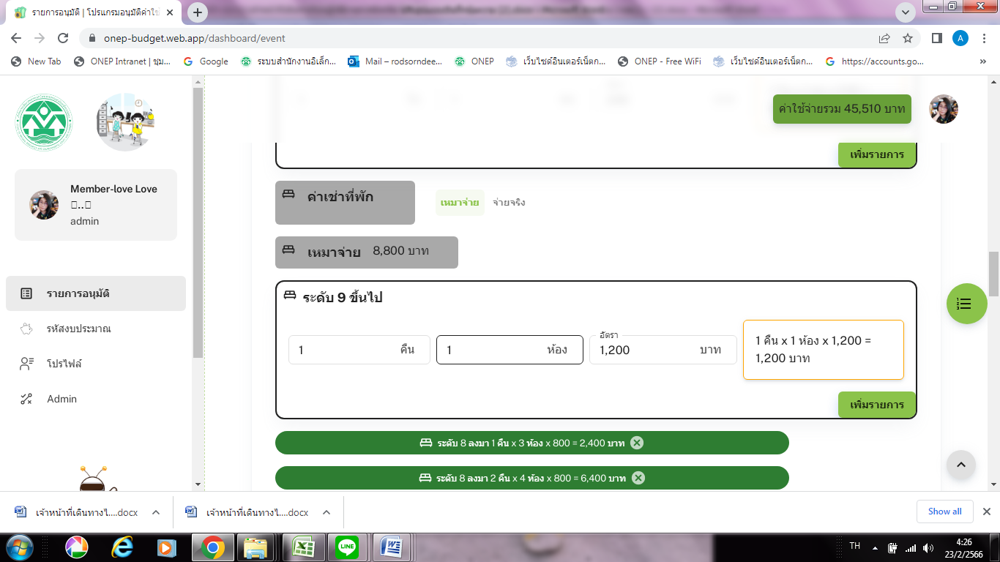 รายการอนุมัติ | โปรแกรมอนุมัติค่าใช้
onep-budget.web.app/dashboard/event
A
New Tab
ONEP Intranet | ชุม...
Google
ระบบสำนักงานอิเล็ก...
Mail – rodsorndee...
ONEP
เว็บไซต์อินเตอร์เน็ตก...
ONEP - Free WiFi
เว็บไซต์อินเตอร์เน็ตก...
https://accounts.go...
»
ค่าใช้จ่ายรวม 45,510 บาท
Member-love Love
admin
รายการอนุมัติ
รหัสงบประมาณ
โปรไฟล์
Admin
เพิ่มรายการ
ค่าเช่าที่พัก
เหมาจ่าย
จ่ายจริง
เหมาจ่าย 8,800 บาท
ระดับ 9 ขึ้นไป
1 คืน
1 ห้อง
อัตรา
1,200 บาท
1 คืน x 1 ห้อง x 1,200 =
1,200 บาท
เพิ่มรายการ
ระดับ 8 ลงมา 1 คืน x 3 ห้อง x 800 = 2,400 บาท
ระดับ 8 ลงมา 2 คืน x 4 ห้อง x 800 = 6,400 บาท
เจ้าหน้าที่เดินทางไ....docx
เจ้าหน้าที่เดินทางไ....docx
Show all
LINE
TH
4:26
23/2/2566